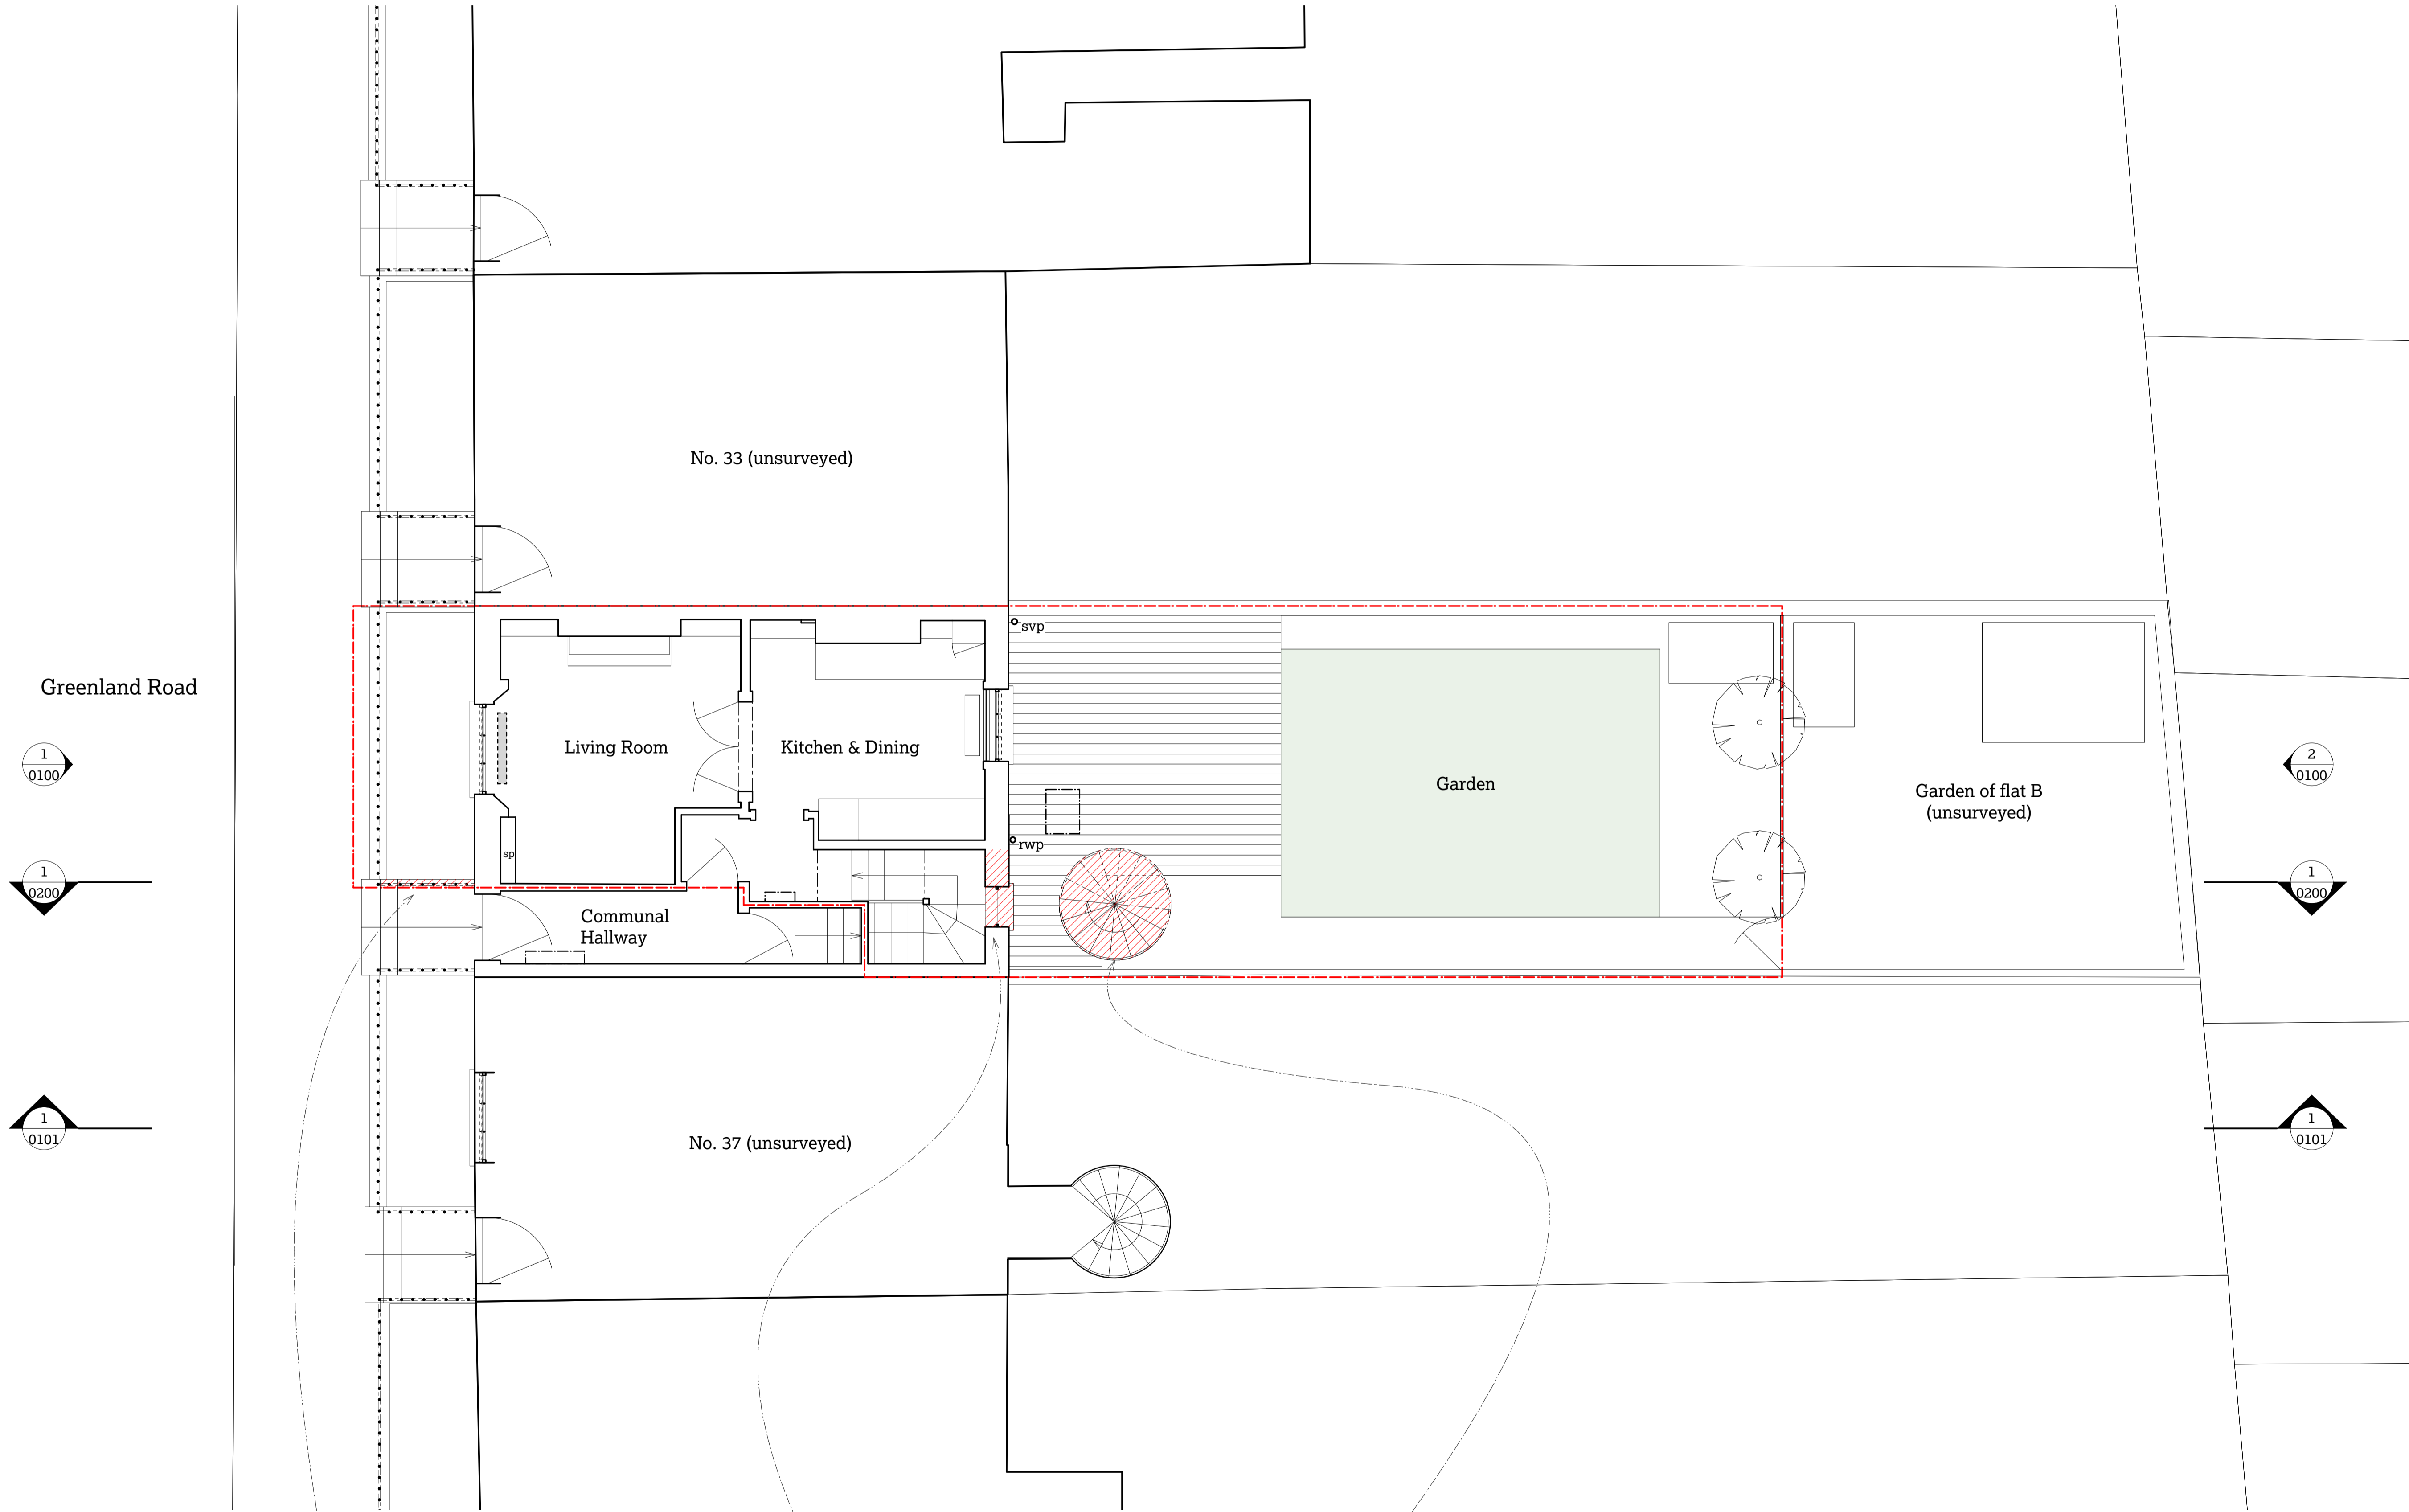 No. 33 (unsurveyed)
svp
Greenland Road
Living Room
Kitchen & Dining
1
0100
2
0100
Garden
Garden of flat B
(unsurveyed)
rwp
sp
1
0200
1
0200
Communal
Hallway
1
0101
No. 37 (unsurveyed)
1
0101